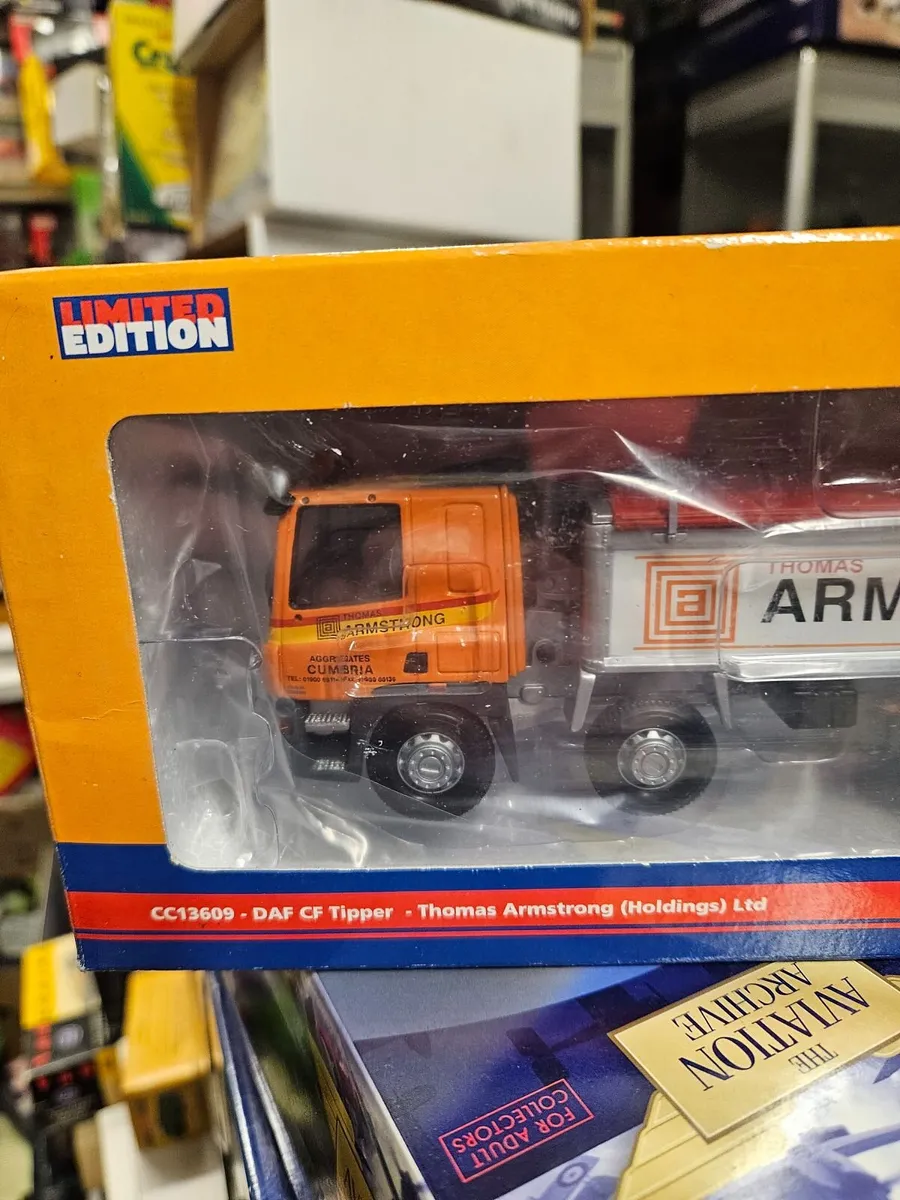 LIMITED
EDITION
THOMAS
ARMSTRONG
AGGREGATES
CUMBRIA
a
THOMAS
ARM
CC13609 - DAF CF Tipper - Thomas Armstrong (Holdings) Ltd
THE
AVIATION
ARCHIVE
FOR ADULT
COLLECTORS